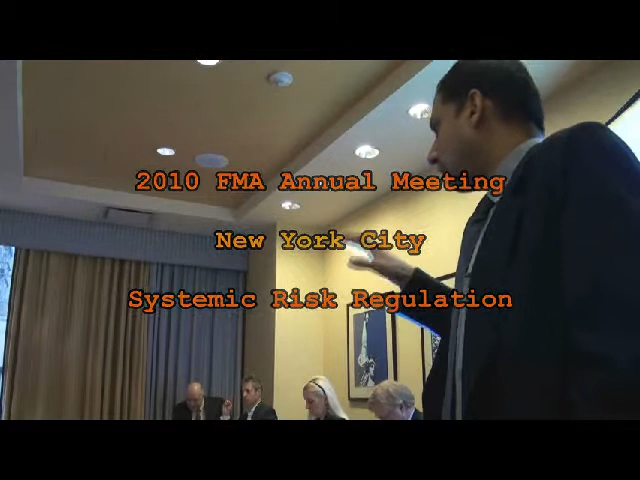 2010 FMA Annual Meeting
New York City
Systemic Risk Regulation